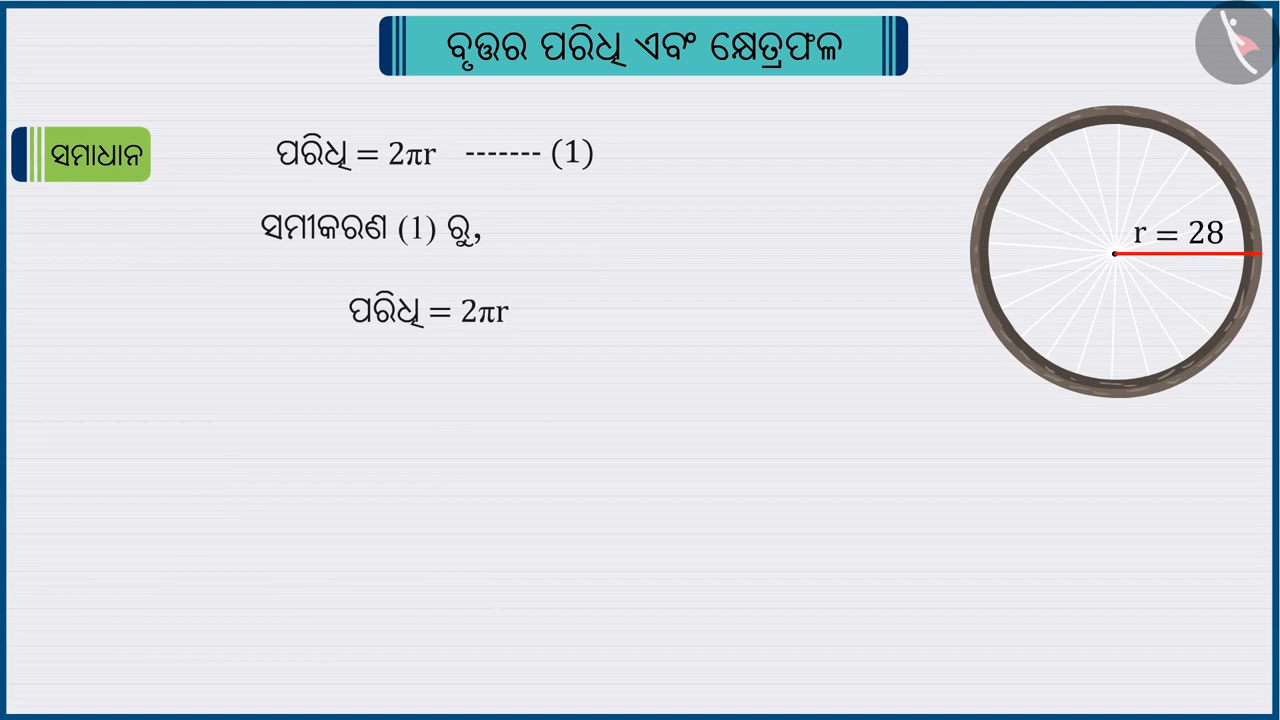 ବୃତ୍ତର ପରିଧି ଏବଂ କ୍ଷେତ୍ରଫଳ
ସମାଧାନ
ପରିଧି = 2πr ------- (1)
ସମୀକରଣ (1) ରୁ,
ପରିଧି = 2πr
r = 28